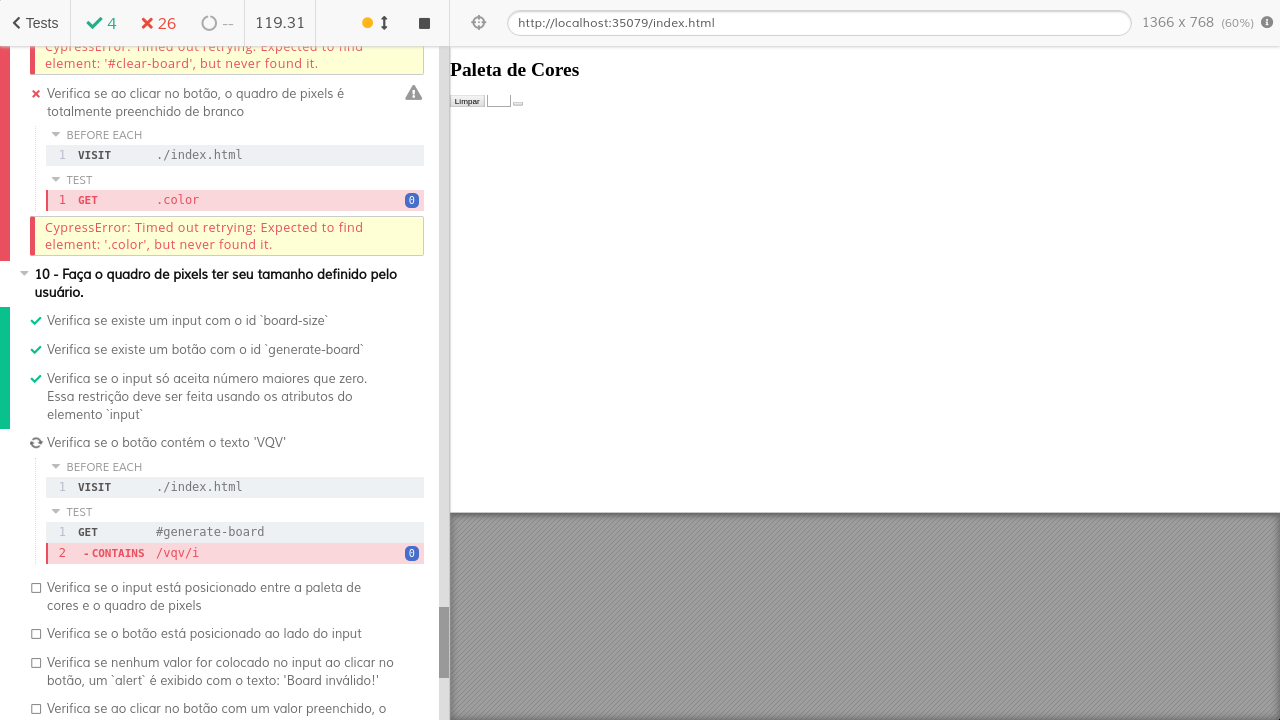 Tests
4
26
--
119.31
http://localhost:35079/index.html
1366 x 768 (60%)
CypressError: Timed out retrying: Expected to find
element: '#clear-board', but never found it.
Verifica se ao clicar no botão, o quadro de pixels é
totalmente preenchido de branco
BEFORE EACH
1 VISIT ./index.html
TEST
1 GET .color 0
CypressError: Timed out retrying: Expected to find
element: '.color', but never found it.
10 - Faça o quadro de pixels ter seu tamanho definido pelo
usuário.
Verifica se existe um input com o id `board-size`
Verifica se existe um botão com o id `generate-board`
Verifica se o input só aceita número maiores que zero.
Essa restrição deve ser feita usando os atributos do
elemento `input`
Verifica se o botão contém o texto 'VQV'
BEFORE EACH
1 VISIT ./index.html
TEST
1 GET #generate-board
2 -CONTAINS /vqv/i 0
Verifica se o input está posicionado entre a paleta de
cores e o quadro de pixels
Verifica se o botão está posicionado ao lado do input
Verifica se nenhum valor for colocado no input ao clicar no
botão, um `alert` é exibido com o texto: 'Board inválido!'
Verifica se ao clicar no botão com um valor preenchido, o
Paleta de Cores
Limpar